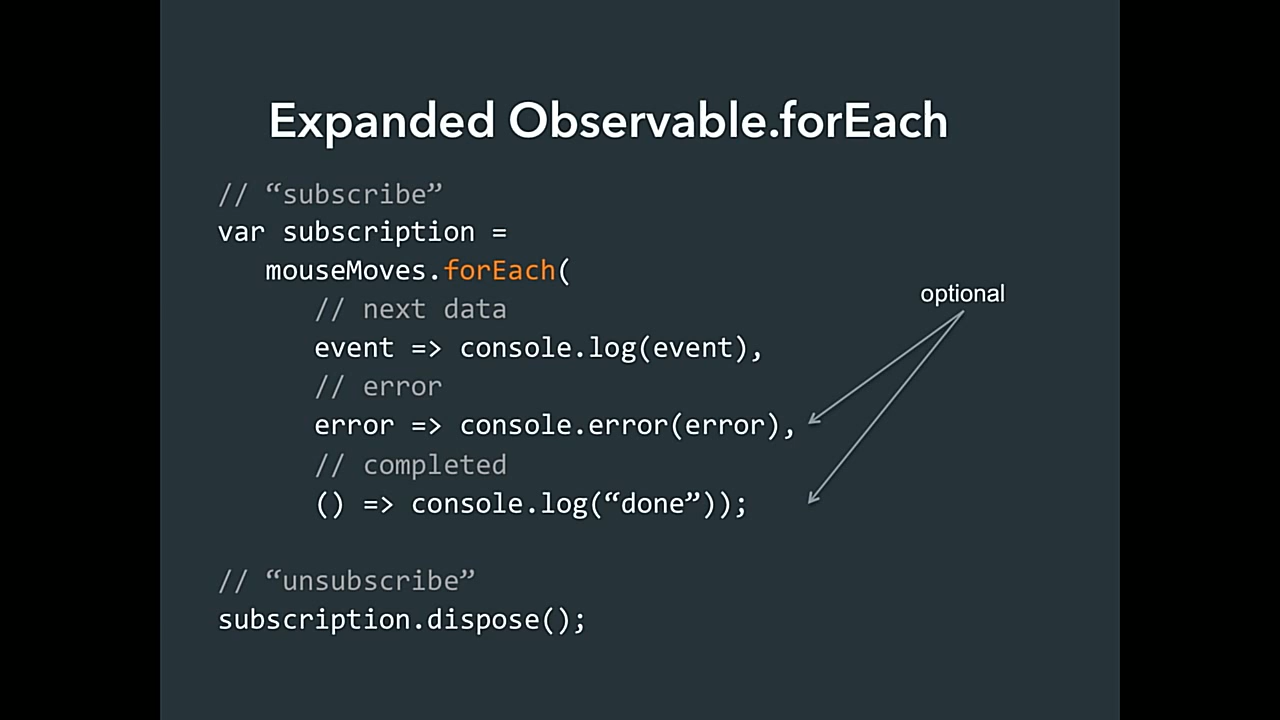 Expanded Observable.forEach
// “subscribe”
var subscription =
mouseMoves.forEach(
// next data
optional
event => console.log(event),
// error
error => console.error(error),
// completed
() => console.log(“done”));
// “unsubscribe”
subscription.dispose();